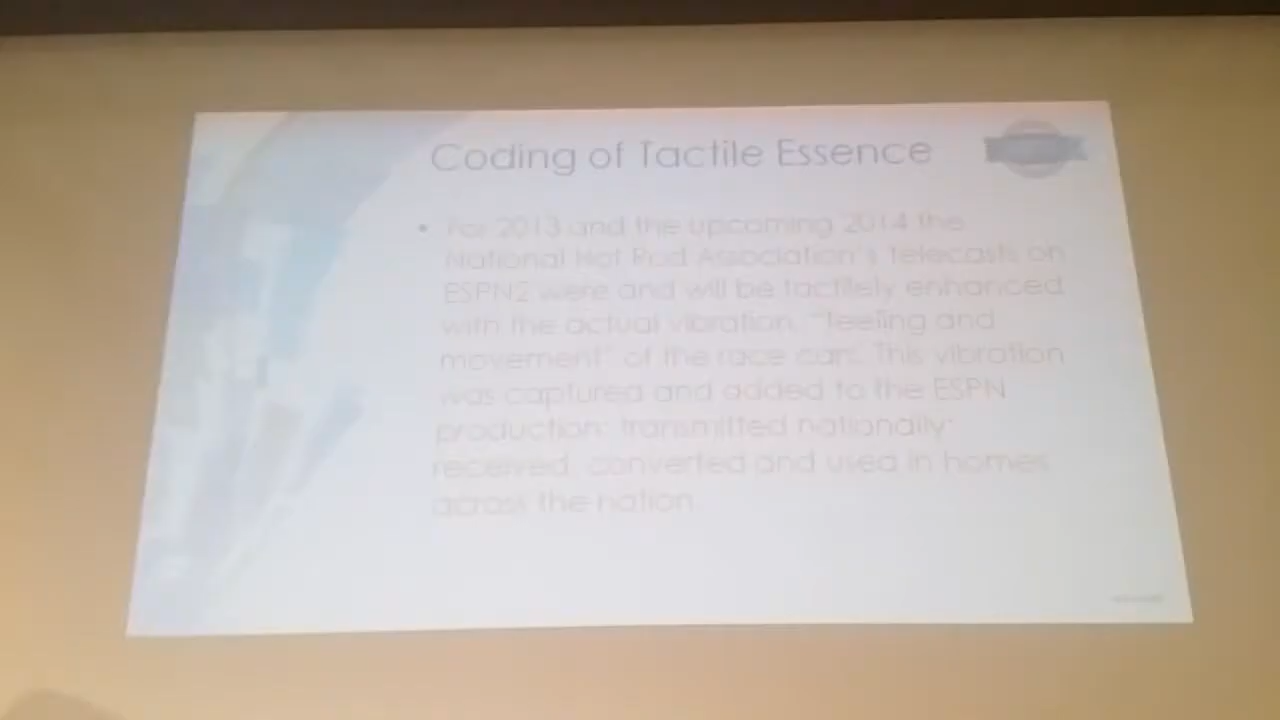 Coding of Tactile Essence
• For 2013 and the upcoming 2014 the
National Hot Rod Association's telecasts on
ESPN2 were and will be tactilely enhanced
with the actual vibration, "feeling and
movement" of the race cars. This vibration
was captured and added to the ESPN
production; transmitted nationally;
received, converted and used in homes
across the nation.